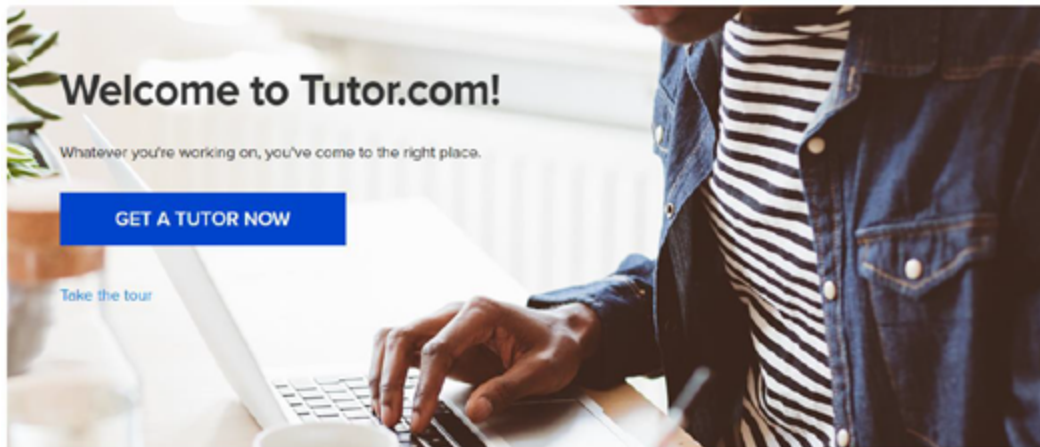 Welcome to Tutor.com!
Whatever you're working on, you've come to the right place.
GET A TUTOR NOW
Take the tour